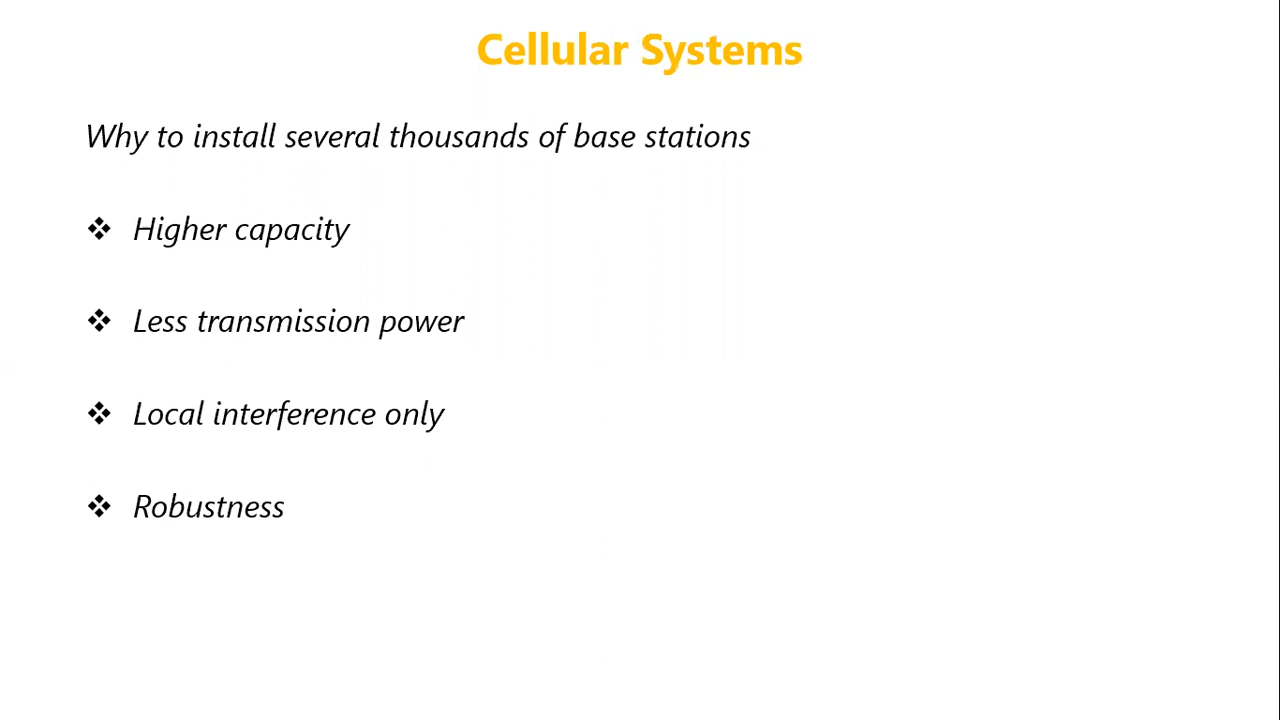 Cellular Systems
Why to install several thousands of base stations
❖ Higher capacity
❖ Less transmission power
❖ Local interference only
❖ Robustness